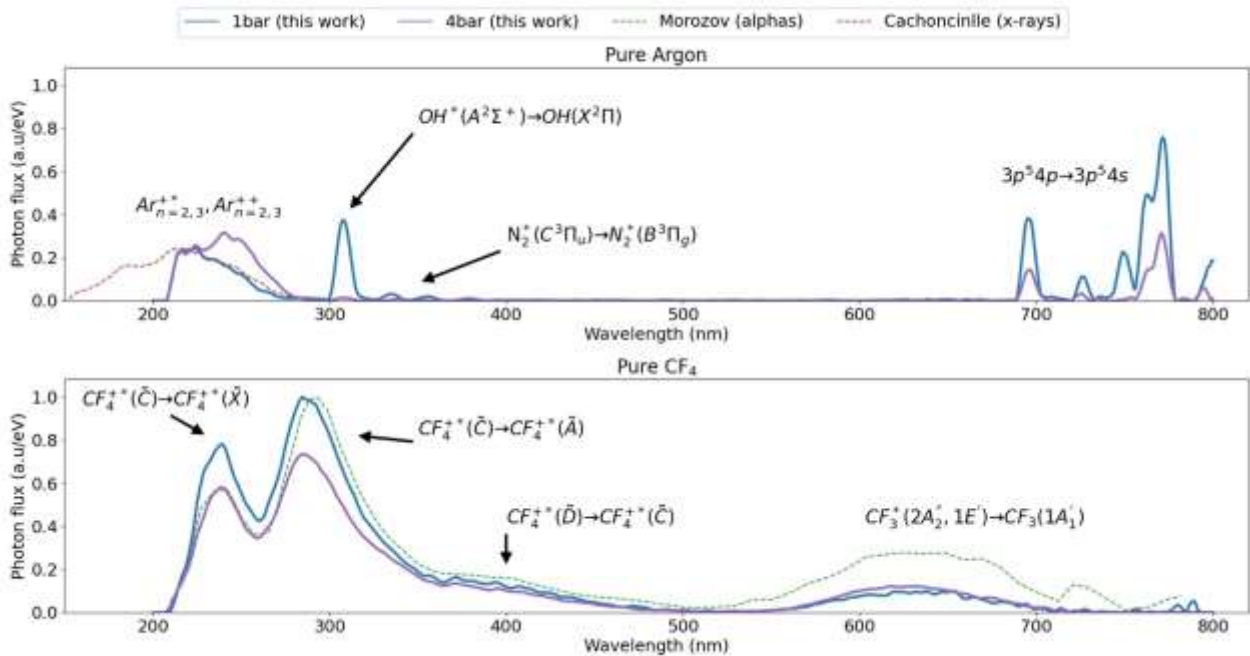 1bar (this work) 4bar (this work) Morozov (alphas) Cachoncinlle (x-rays)
Pure Argon
Photon flux (a.u/eV)
1.0
0.8
0.6
0.4
0.2
0.0
OH*(A²Σ⁺)→OH(X²Π)
3p⁵4p→3p⁵4s
Ar⁺*ₙ₌₂,₃, Ar⁺⁺ₙ₌₂,₃
N₂*(C³Πᵤ)→N₂*(B³Π_g)
200 300 400 500 600 700 800
Wavelength (nm)
Pure CF₄
Photon flux (a.u/eV)
1.0
0.8
0.6
0.4
0.2
0.0
CF₄⁺*(C̃)→CF₄⁺*(X̃)
CF₄⁺*(C̃)→CF₄⁺*(Ã)
CF₄⁺*(D̃)→CF₄⁺*(C̃)
CF₃*(2A₂″, 1E′)→CF₃(1A₁′)
200 300 400 500 600 700 800
Wavelength (nm)